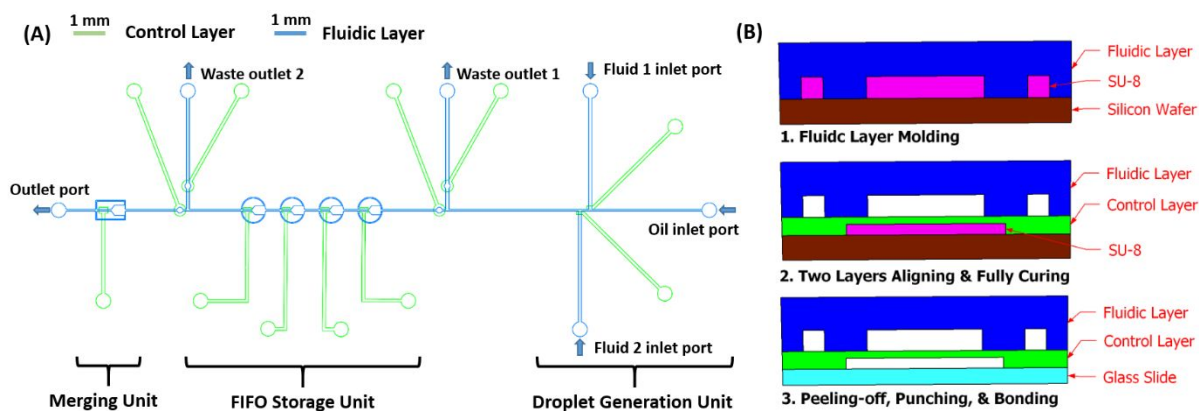 (A)
1 mm
Control Layer
1 mm
Fluidic Layer
Waste outlet 2
Waste outlet 1
Fluid 1 inlet port
Outlet port
Oil inlet port
Fluid 2 inlet port
Merging Unit
FIFO Storage Unit
Droplet Generation Unit
(B)
Fluidic Layer
SU-8
Silicon Wafer
1. Fluidc Layer Molding
Fluidic Layer
Control Layer
SU-8
2. Two Layers Aligning & Fully Curing
Fluidic Layer
Control Layer
Glass Slide
3. Peeling-off, Punching, & Bonding